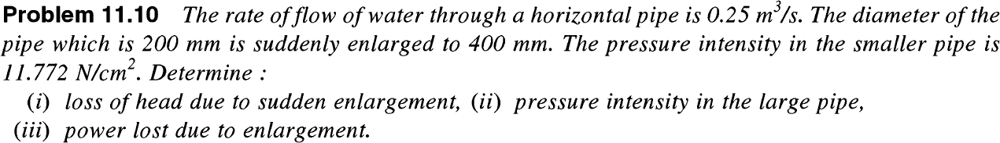 Problem 11.10 The rate of flow of water through a horizontal pipe is 0.25 m³/s. The diameter of the
pipe which is 200 mm is suddenly enlarged to 400 mm. The pressure intensity in the smaller pipe is
11.772 N/cm². Determine :
(i) loss of head due to sudden enlargement, (ii) pressure intensity in the large pipe,
(iii) power lost due to enlargement.